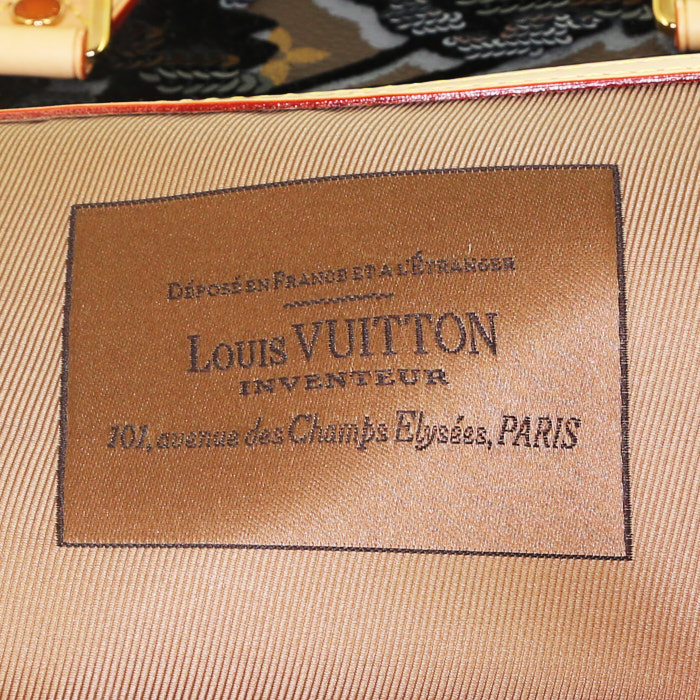 DÉPOSÉ EN FRANCE ET A L'ÉTRANGER
LOUIS VUITTON
INVENTEUR
101, avenue des Champs Elysées, PARIS